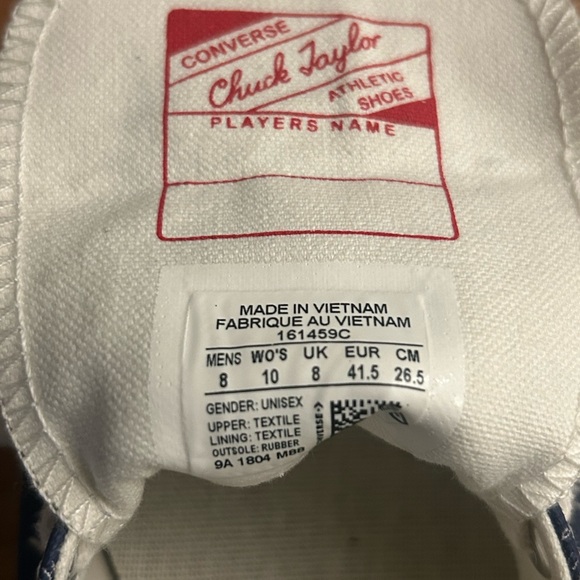 CONVERSE
Chuck Taylor
ATHLETIC
SHOES
PLAYERS NAME
MADE IN VIETNAM
FABRIQUE AU VIETNAM
161459C
MENS WO'S UK EUR CM
8 10 8 41.5 26.5
GENDER: UNISEX
UPPER: TEXTILE
LINING: TEXTILE
OUTSOLE: RUBBER
9A 1804